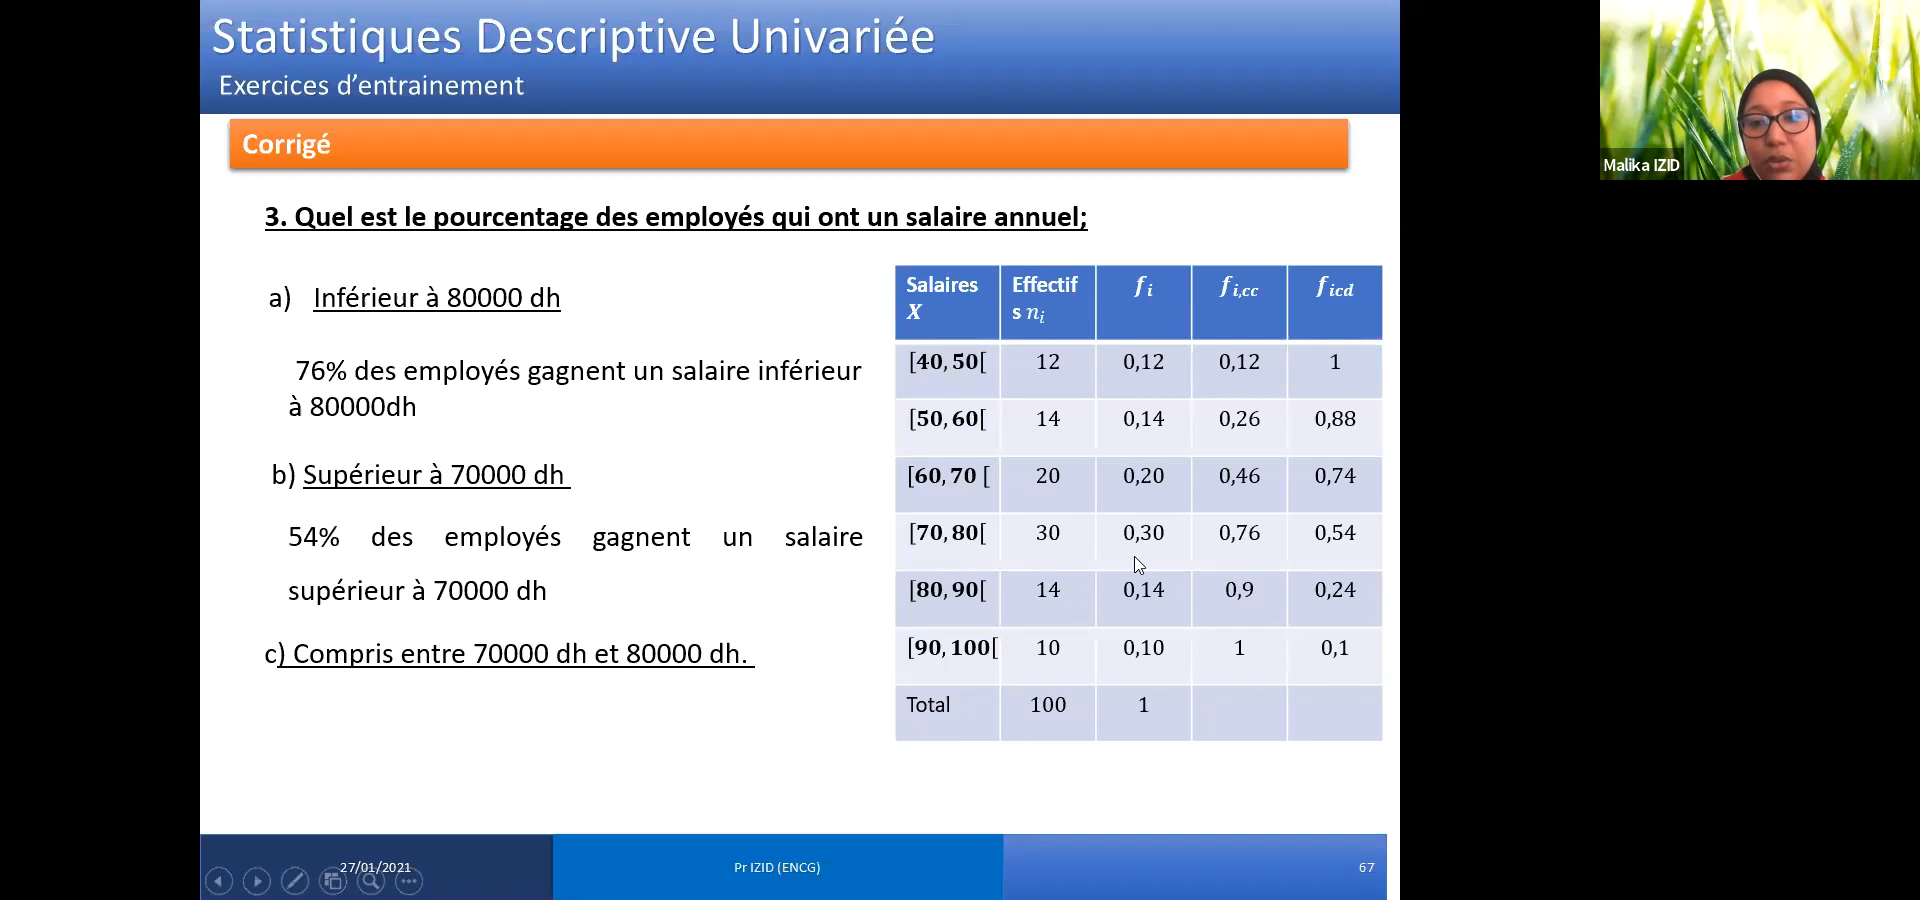 Statistiques Descriptive Univariée
Exercices d’entrainement
Corrigé
3. Quel est le pourcentage des employés qui ont un salaire annuel;
a) Inférieur à 80000 dh
76% des employés gagnent un salaire inférieur
à 80000dh
b) Supérieur à 70000 dh
54% des employés gagnent un salaire
supérieur à 70000 dh
c) Compris entre 70000 dh et 80000 dh.
Salaires X | Effectifs n_i | f_i | f_i,cc | f_icd
[40, 50[ | 12 | 0,12 | 0,12 | 1
[50, 60[ | 14 | 0,14 | 0,26 | 0,88
[60, 70 [ | 20 | 0,20 | 0,46 | 0,74
[70, 80[ | 30 | 0,30 | 0,76 | 0,54
[80, 90[ | 14 | 0,14 | 0,9 | 0,24
[90, 100[ | 10 | 0,10 | 1 | 0,1
Total | 100 | 1
27/01/2021
Pr IZID (ENCG)
67
Malika IZID